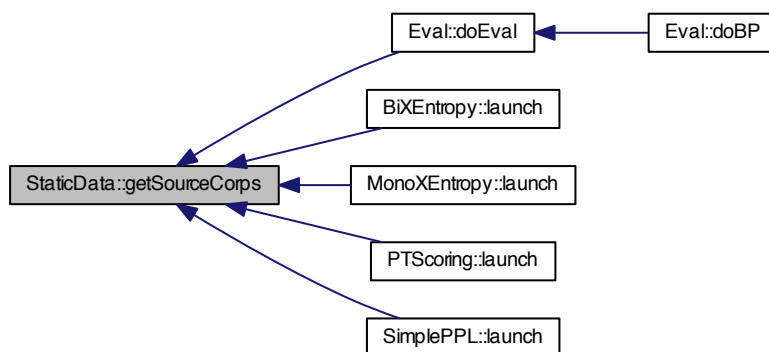 Eval::doEval
Eval::doBP
BiXEntropy::launch
StaticData::getSourceCorps
MonoXEntropy::launch
PTScoring::launch
SimplePPL::launch